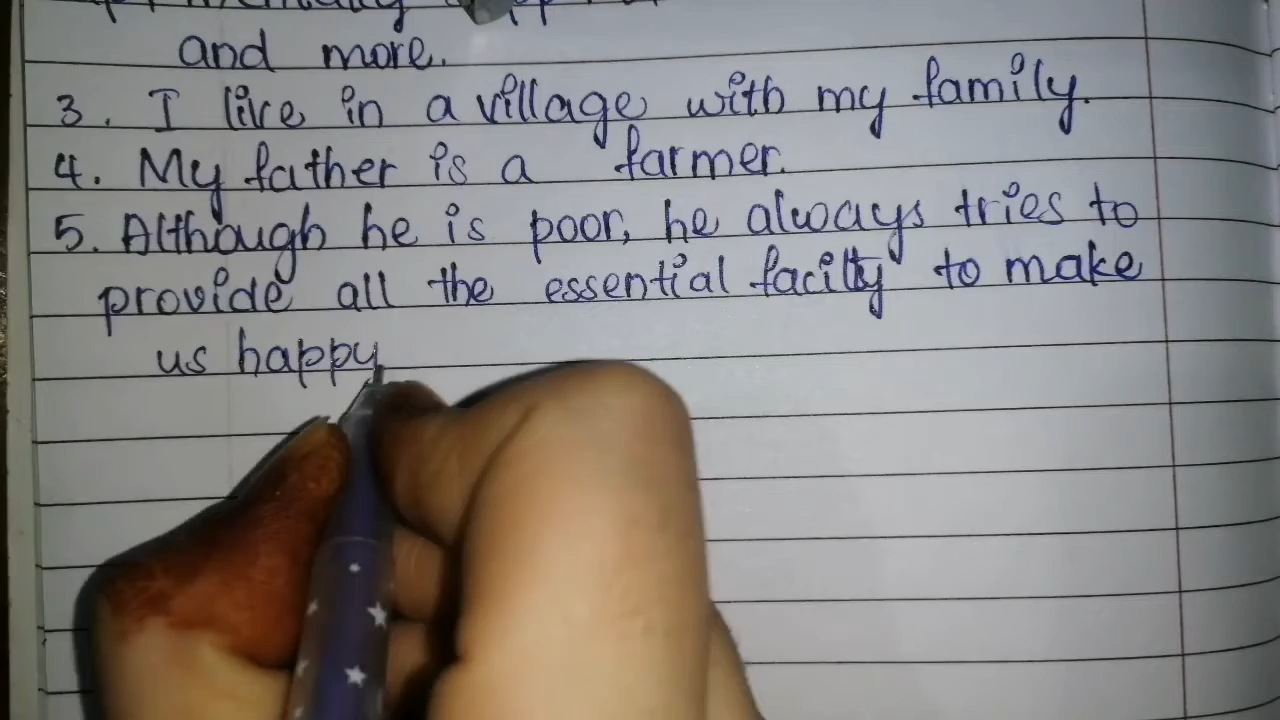 and more.
3. I live in a village with my family.
4. My father is a farmer.
5. Although he is poor, he always tries to
provide all the essential facilty to make
us happy